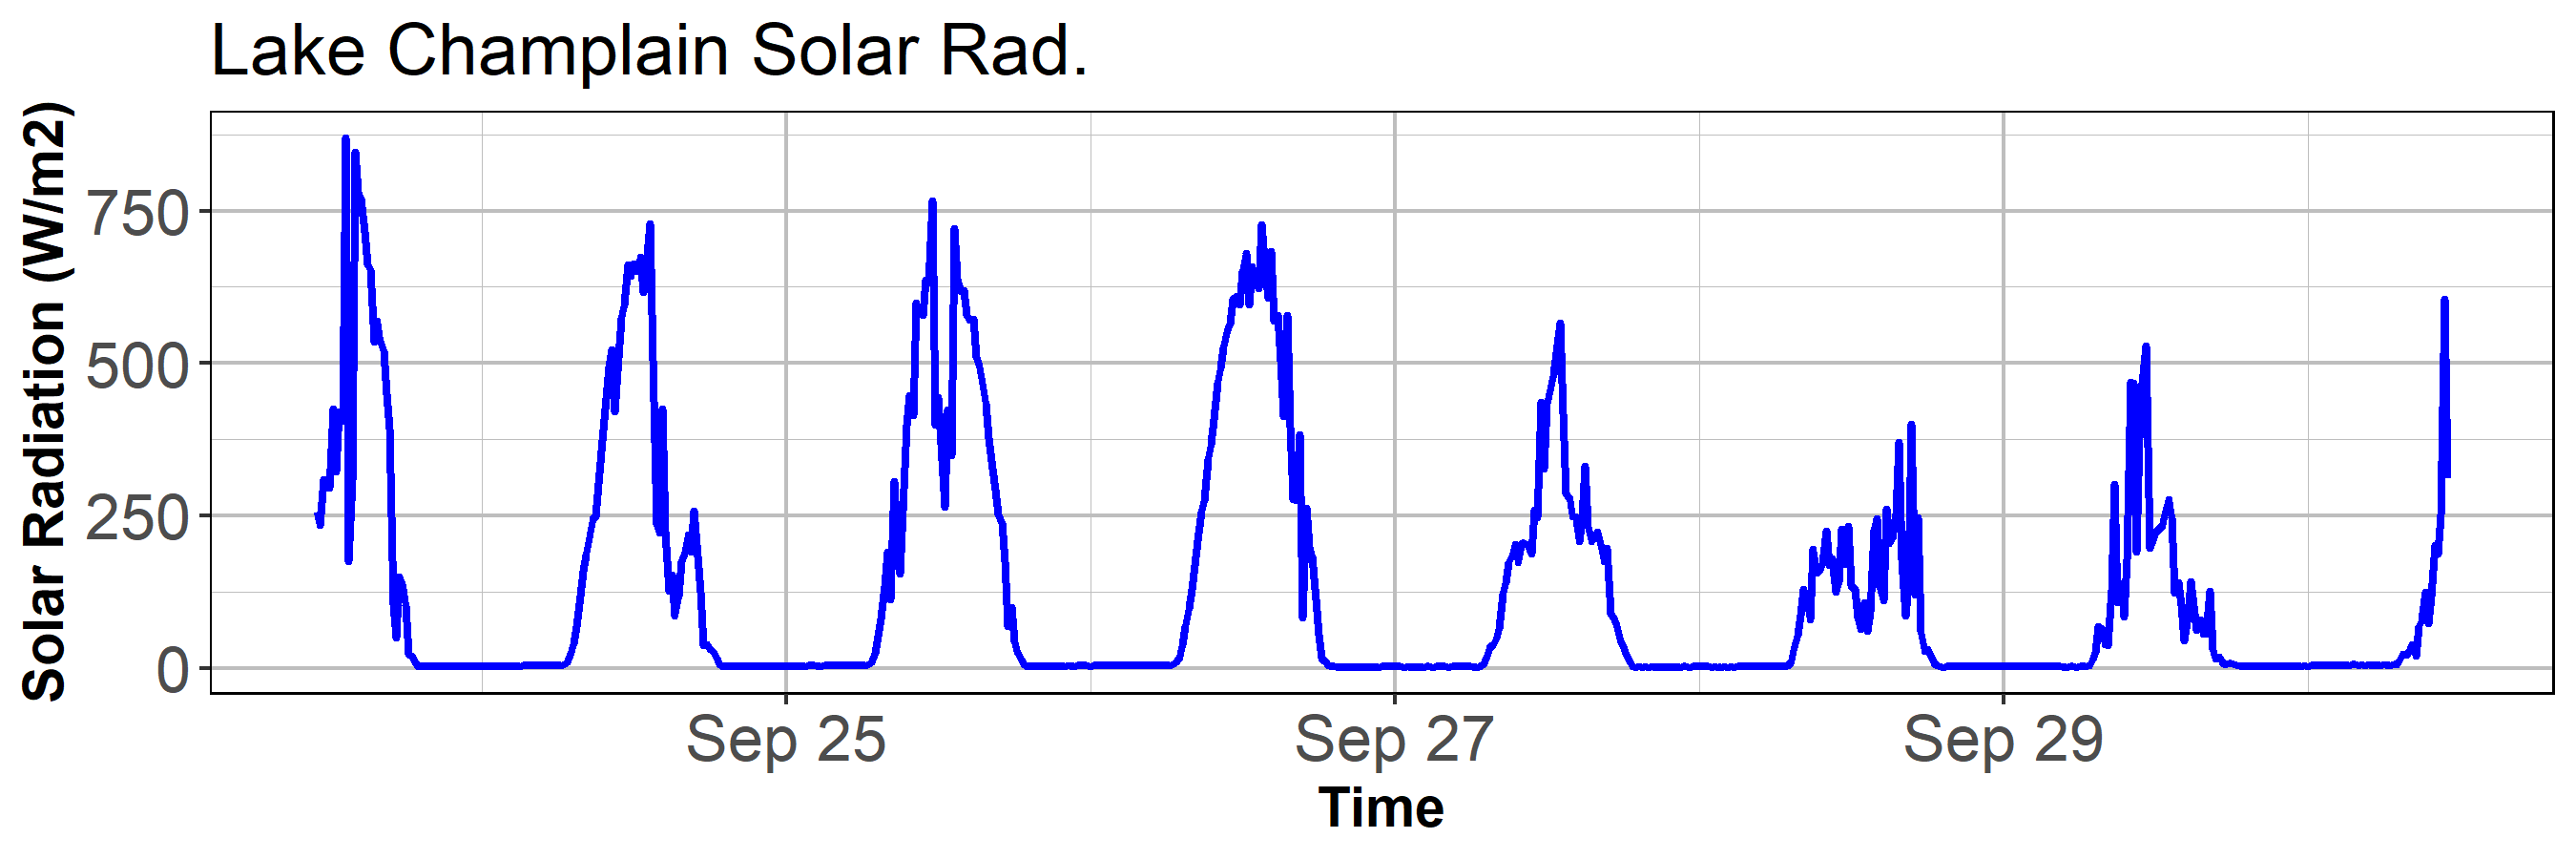 Lake Champlain Solar Rad.
Solar Radiation (W/m2)
750
500
250
0
Sep 25
Sep 27
Sep 29
Time